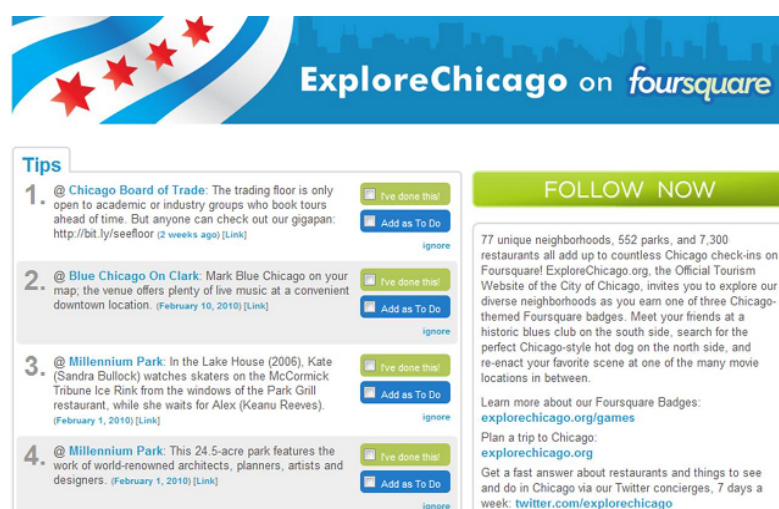 ExploreChicago on foursquare
Tips
1. @ Chicago Board of Trade: The trading floor is only
open to academic or industry groups who book tours
ahead of time. But anyone can check out our gigapan:
http://bit.ly/seefloor (2 weeks ago) [Link]
I've done this!
Add as To Do
ignore
2. @ Blue Chicago On Clark: Mark Blue Chicago on your
map; the venue offers plenty of live music at a convenient
downtown location. (February 10, 2010) [Link]
I've done this!
Add as To Do
ignore
3. @ Millennium Park: In the Lake House (2006), Kate
(Sandra Bullock) watches skaters on the McCormick
Tribune Ice Rink from the windows of the Park Grill
restaurant, while she waits for Alex (Keanu Reeves).
(February 1, 2010) [Link]
I've done this!
Add as To Do
ignore
4. @ Millennium Park: This 24.5-acre park features the
work of world-renowned architects, planners, artists and
designers. (February 1, 2010) [Link]
I've done this!
Add as To Do
ignore
FOLLOW NOW
77 unique neighborhoods, 552 parks, and 7,300
restaurants all add up to countless Chicago check-ins on
Foursquare! ExploreChicago.org, the Official Tourism
Website of the City of Chicago, invites you to explore our
diverse neighborhoods as you earn one of three Chicago-
themed Foursquare badges. Meet your friends at a
historic blues club on the south side, search for the
perfect Chicago-style hot dog on the north side, and
re-enact your favorite scene at one of the many movie
locations in between.
Learn more about our Foursquare Badges:
explorechicago.org/games
Plan a trip to Chicago:
explorechicago.org
Get a fast answer about restaurants and things to see
and do in Chicago via our Twitter concierges, 7 days a
week: twitter.com/explorechicago